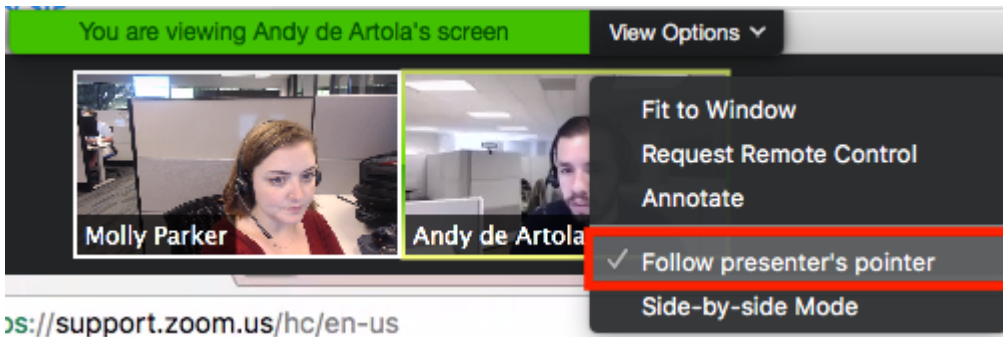 You are viewing Andy de Artola's screen
View Options
Fit to Window
Request Remote Control
Annotate
Molly Parker
Andy de Artola
Follow presenter's pointer
Side-by-side Mode
os://support.zoom.us/hc/en-us